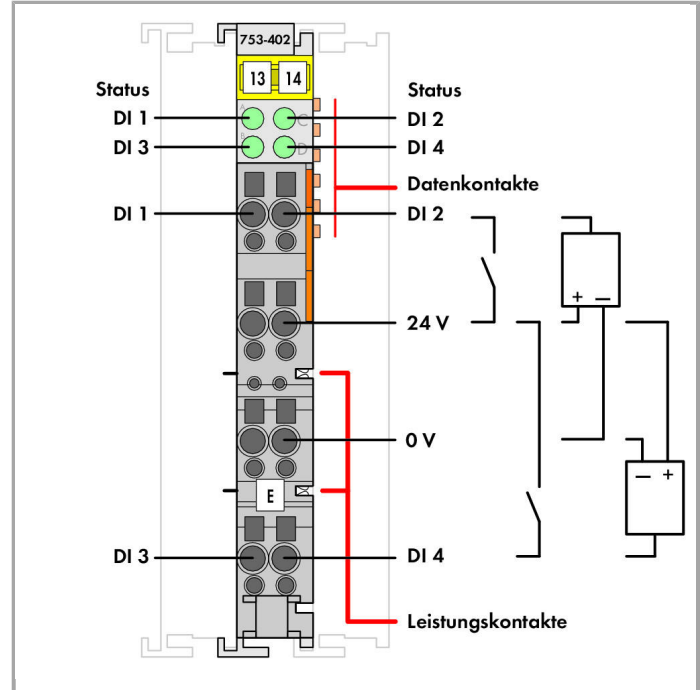 753-402
13 14
Status
Status
A
C
DI 1
DI 2
B
D
DI 3
DI 4
Datenkontakte
DI 1
DI 2
+ −
24 V
0 V
− +
E
DI 3
DI 4
Leistungskontakte